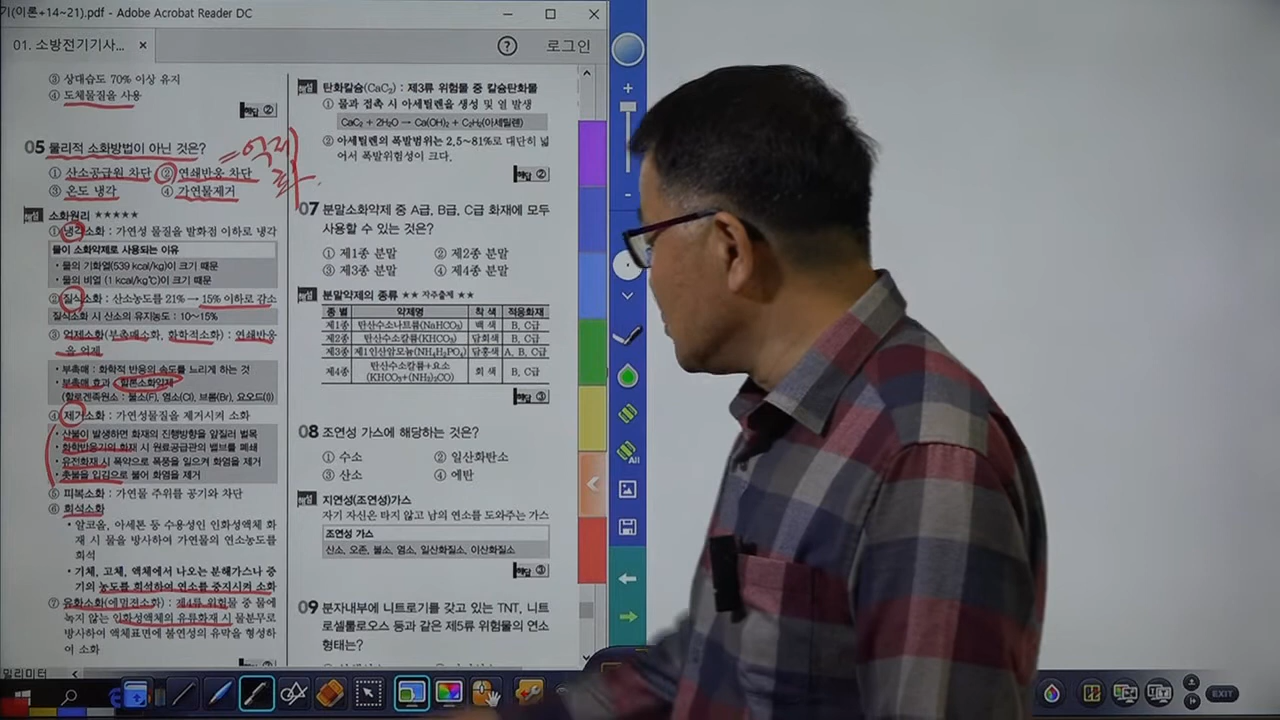 기(이론+14~21).pdf - Adobe Acrobat Reader DC
01. 소방전기기사...
로그인
③ 상대습도 70% 이상 유지
④ 도체물질을 사용
해답 ②
05 물리적 소화방법이 아닌 것은?
= 억제
① 산소공급원 차단 ② 연쇄반응 차단
③ 온도 냉각 ④ 가연물제거
해설 소화원리 ★★★★★
① 냉각소화 : 가연성 물질을 발화점 이하로 냉각
물이 소화약제로 사용되는 이유
• 물의 기화열(539 kcal/kg)이 크기 때문
• 물의 비열 (1 kcal/kg℃)이 크기 때문
② 질식소화 : 산소농도를 21% → 15% 이하로 감소
질식소화 시 산소의 유지농도 : 10~15%
③ 억제소화(부촉매소화, 화학적소화) : 연쇄반응
을 억제
• 부촉매 : 화학적 반응의 속도를 느리게 하는 것
• 부촉매 효과 : 할론소화약제
(할로겐족원소 : 불소(F), 염소(Cl), 브롬(Br), 요오드(I))
④ 제거소화 : 가연성물질을 제거시켜 소화
• 산불이 발생하면 화재의 진행방향을 앞질러 벌목
• 화학반응기의 화재 시 원료공급관의 밸브를 폐쇄
• 유전화재 시 폭약으로 폭풍을 일으켜 화염을 제거
• 촛불을 입김으로 불어 화염을 제거
⑤ 피복소화 : 가연물 주위를 공기와 차단
⑥ 희석소화
• 알코올, 아세톤 등 수용성인 인화성액체 화
재 시 물을 방사하여 가연물의 연소농도를
희석
• 기체, 고체, 액체에서 나오는 분해가스나 증
기의 농도를 희석하여 연소를 중지시켜 소화
⑦ 유화소화(에멀젼소화) : 제4류 위험물 중 물에
녹지 않는 인화성액체의 유류화재 시 물분무로
방사하여 액체표면에 불연성의 유막을 형성하
여 소화
탄화칼슘(CaC₂) : 제3류 위험물 중 칼슘탄화물
① 물과 접촉 시 아세틸렌을 생성 및 열 발생
CaC₂ + 2H₂O → Ca(OH)₂ + C₂H₂(아세틸렌)
② 아세틸렌의 폭발범위는 2.5~81%로 대단히 넓
어서 폭발위험성이 크다.
해답 ②
07 분말소화약제 중 A급, B급, C급 화재에 모두
사용할 수 있는 것은?
① 제1종 분말 ② 제2종 분말
③ 제3종 분말 ④ 제4종 분말
해설 분말약제의 종류 ★★ 자주출제 ★★
종 별 약제명 착 색 적응화재
제1종 탄산수소나트륨(NaHCO₃) 백 색 B, C급
제2종 탄산수소칼륨(KHCO₃) 담회색 B, C급
제3종 제1인산암모늄(NH₄H₂PO₄) 담홍색 A, B, C급
제4종 탄산수소칼륨+요소 (KHCO₃+(NH₂)₂CO) 회 색 B, C급
해답 ③
08 조연성 가스에 해당하는 것은?
① 수소 ② 일산화탄소
③ 산소 ④ 에탄
해설 지연성(조연성)가스
자기 자신은 타지 않고 남의 연소를 도와주는 가스
조연성 가스
산소, 오존, 불소, 염소, 일산화질소, 이산화질소
해답 ③
09 분자내부에 니트로기를 갖고 있는 TNT, 니트
로셀룰로오스 등과 같은 제5류 위험물의 연소
형태는?
밀리미터
All
EXIT